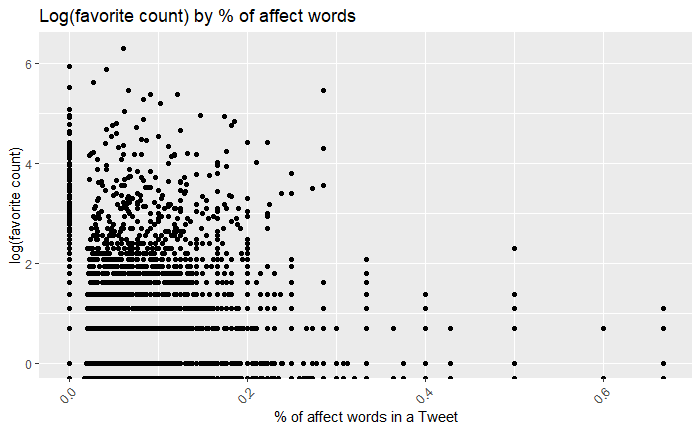 Log(favorite count) by % of affect words
6
4
2
0
log(favorite count)
0.0
0.2
0.4
0.6
% of affect words in a Tweet